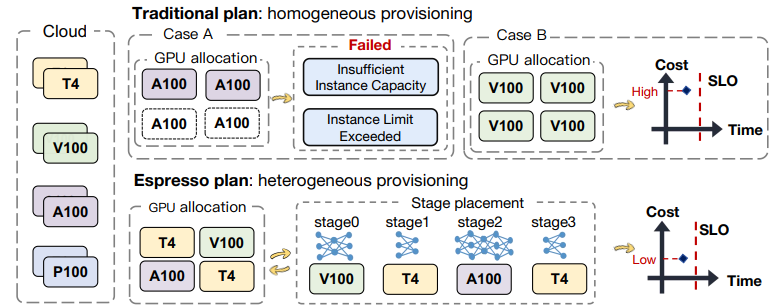 Cloud
T4
V100
A100
P100
Traditional plan: homogeneous provisioning
Case A
GPU allocation
A100 A100
A100 A100
Failed
Insufficient
Instance Capacity
Instance Limit
Exceeded
Case B
GPU allocation
V100 V100
V100 V100
Cost
High
SLO
Time
Espresso plan: heterogeneous provisioning
GPU allocation
T4 V100
A100 T4
Stage placement
stage0 stage1 stage2 stage3
V100 T4 A100 T4
Cost
Low
SLO
Time